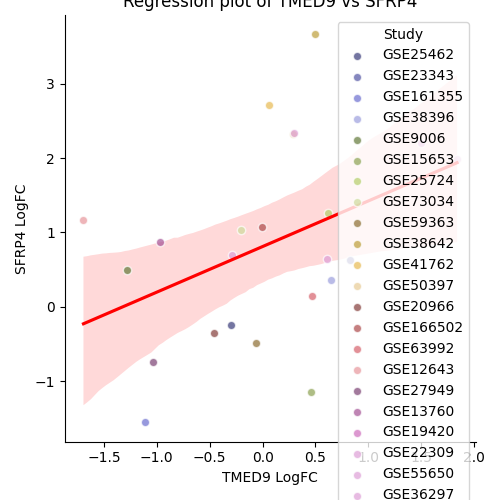 Regression plot of TMED9 vs SFRP4
Study
GSE25462
GSE23343
GSE161355
GSE38396
GSE9006
GSE15653
GSE25724
GSE73034
GSE59363
GSE38642
GSE41762
GSE50397
GSE20966
GSE166502
GSE63992
GSE12643
GSE27949
GSE13760
GSE19420
GSE22309
GSE55650
GSE36297
SFRP4 LogFC
3
2
1
0
−1
−1.5
−1.0
−0.5
0.0
0.5
1.0
1.5
2.0
TMED9 LogFC